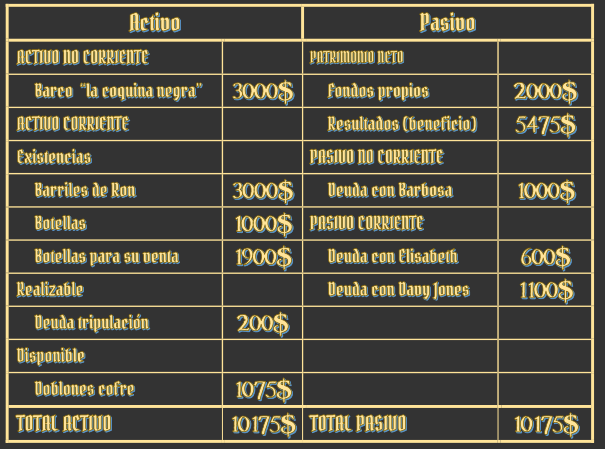 Activo Pasivo
ACTIVO NO CORRIENTE PATRIMONIO NETO
Barco "la coquina negra" 3000$ Fondos propios 2000$
ACTIVO CORRIENTE Resultados (beneficio) 5475$
Existencias PASIVO NO CORRIENTE
Barriles de Ron 3000$ Deuda con Barbosa 1000$
Botellas 1000$ PASIVO CORRIENTE
Botellas para su venta 1900$ Deuda con Elisabeth 600$
Realizable Deuda con Davy Jones 1100$
Deuda tripulación 200$
Disponible
Doblones cofre 1075$
TOTAL ACTIVO 10175$ TOTAL PASIVO 10175$